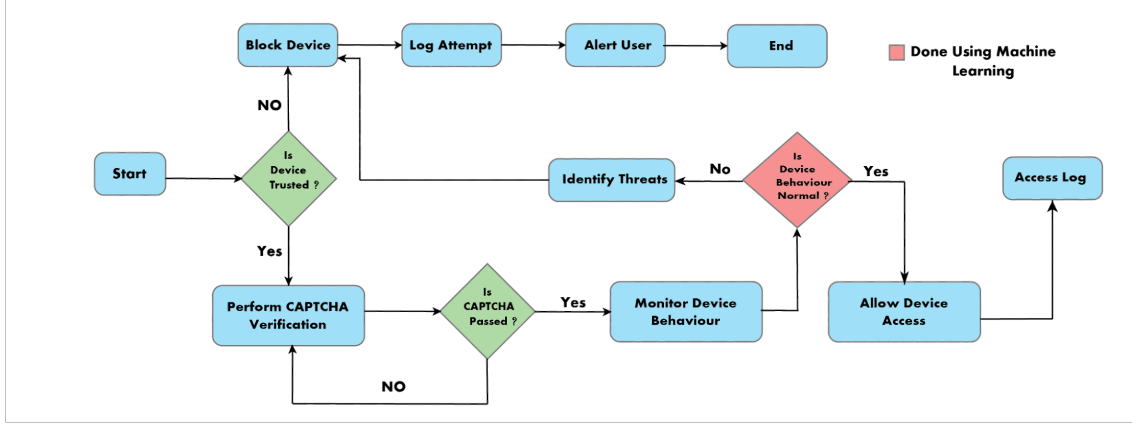 Block Device
Log Attempt
Alert User
End
Done Using Machine
Learning
NO
Is
Device
Trusted ?
Start
Identify Threats
No
Is
Device
Behaviour
Normal ?
Yes
Access Log
Yes
Perform CAPTCHA
Verification
Is
CAPTCHA
Passed ?
Yes
Monitor Device
Behaviour
Allow Device
Access
NO